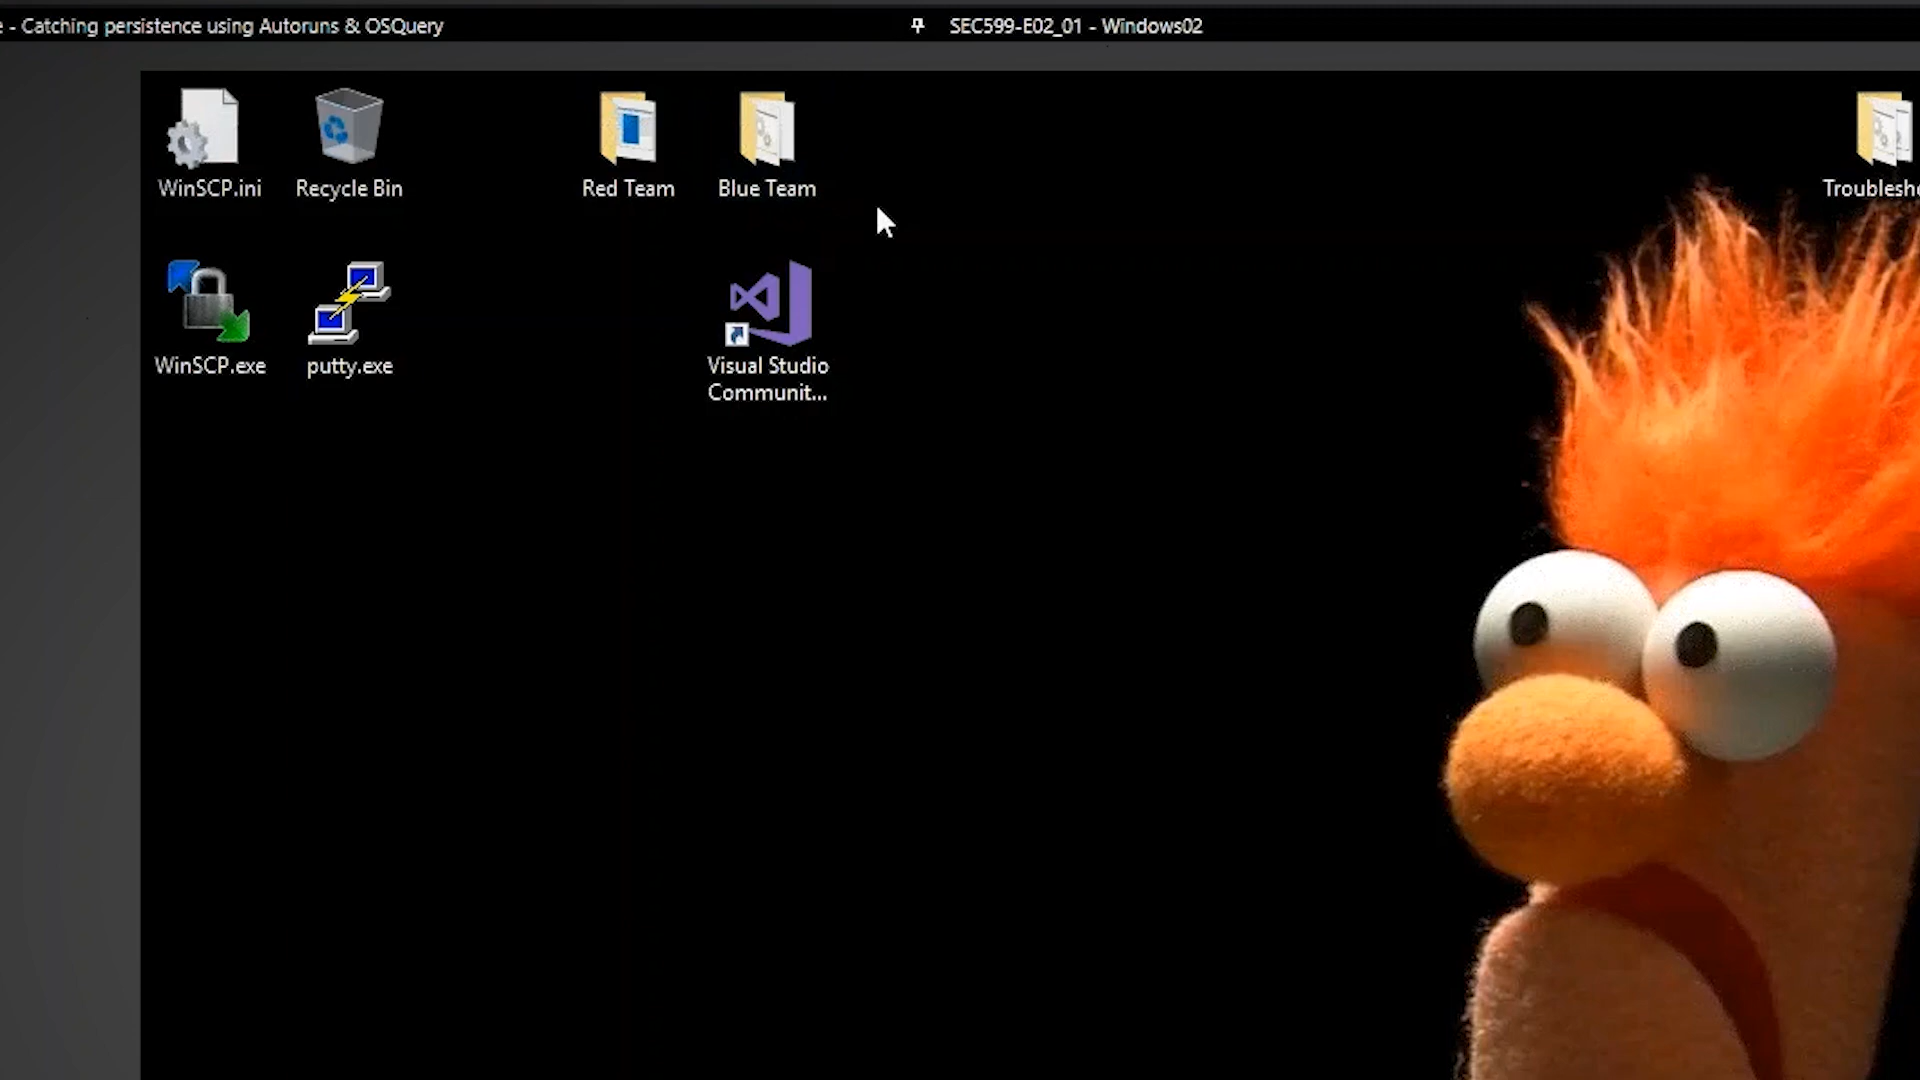 - Catching persistence using Autoruns & OSQuery
SEC599-E02_01 - Windows02
WinSCP.ini
Recycle Bin
Red Team
Blue Team
Troublesho
WinSCP.exe
putty.exe
Visual Studio
Communit...